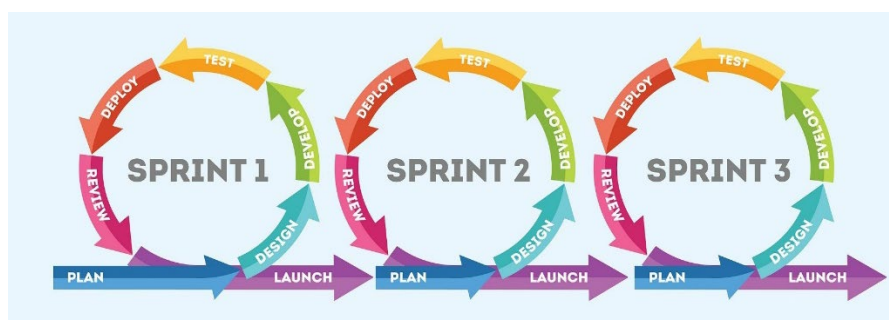 SPRINT 1
PLAN
DESIGN
DEVELOP
TEST
DEPLOY
REVIEW
LAUNCH
SPRINT 2
PLAN
DESIGN
DEVELOP
TEST
DEPLOY
REVIEW
LAUNCH
SPRINT 3
PLAN
DESIGN
DEVELOP
TEST
DEPLOY
REVIEW
LAUNCH